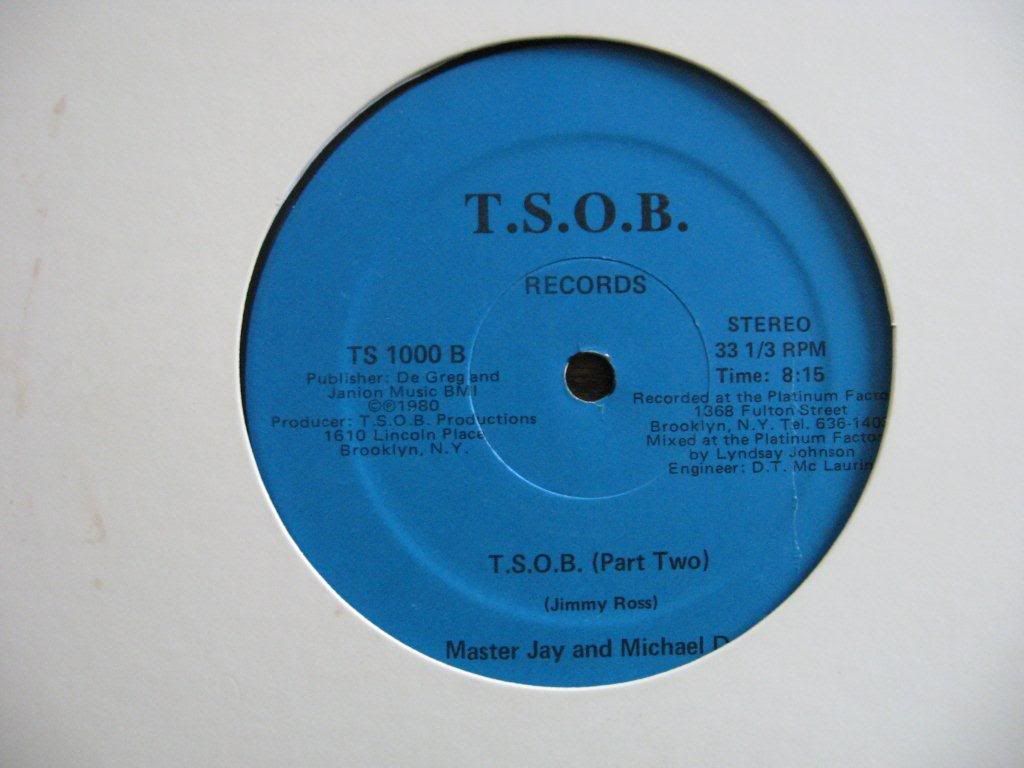 T.S.O.B.
RECORDS
TS 1000 B
Publisher: De Greg and
Janion Music BMI
©℗1980
Producer: T.S.O.B. Productions
1610 Lincoln Place
Brooklyn, N.Y.
STEREO
33 1/3 RPM
Time: 8:15
Recorded at the Platinum
1368 Fulton Street
Brooklyn, N.Y. Tel.
Mixed at the Platinum
by Lyndsay Johnson
Engineer: D.T. Mc Laurin
T.S.O.B. (Part Two)
(Jimmy Ross)
Master Jay and Michael